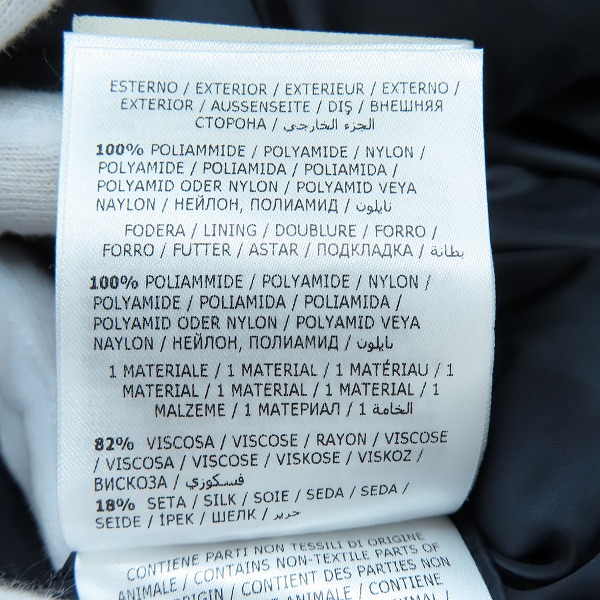 ESTERNO / EXTERIOR / EXTERIEUR / EXTERNO /
EXTERIOR / AUSSENSEITE / DIŞ / ВНЕШНЯЯ
СТОРОНА / الجزء الخارجي
100% POLIAMMIDE / POLYAMIDE / NYLON /
POLYAMIDE / POLIAMIDA / POLIAMIDA /
POLYAMID ODER NYLON / POLYAMID VEYA
NAYLON / НЕЙЛОН, ПОЛИАМИД / نايلون
FODERA / LINING / DOUBLURE / FORRO /
FORRO / FUTTER / ASTAR / ПОДКЛАДКА / بطانة
100% POLIAMMIDE / POLYAMIDE / NYLON /
POLYAMIDE / POLIAMIDA / POLIAMIDA /
POLYAMID ODER NYLON / POLYAMID VEYA
NAYLON / НЕЙЛОН, ПОЛИАМИД / نايلون
1 MATERIALE / 1 MATERIAL / 1 MATÉRIAU / 1
MATERIAL / 1 MATERIAL / 1 MATERIAL / 1
MALZEME / 1 МАТЕРИАЛ / 1 الخامة
82% VISCOSA / VISCOSE / RAYON / VISCOSE
/ VISCOSA / VISCOSE / VISKOSE / VISKOZ /
ВИСКОЗА / فسكوزي
18% SETA / SILK / SOIE / SEDA / SEDA /
SEIDE / İPEK / ШЕЛК / حرير
CONTIENE PARTI NON TESSILI DI ORIGINE
ANIMALE / CONTAINS NON-TEXTILE PARTS OF
ANIMAL ORIGIN / CONTIENT DES PARTIES NON